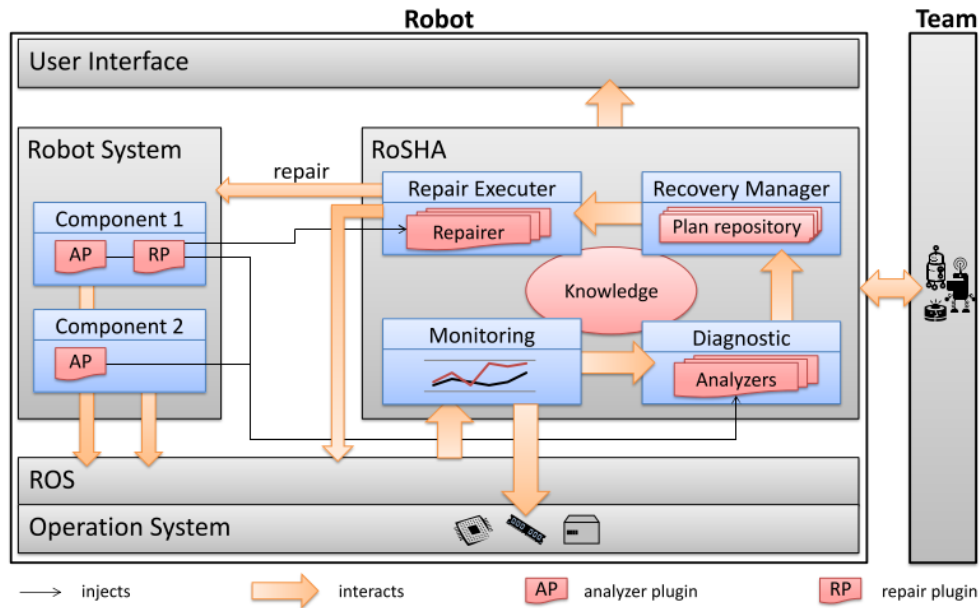 Robot
Team
User Interface
Robot System
RoSHA
repair
Repair Executer
Recovery Manager
Component 1
Repairer
Plan repository
AP
RP
Knowledge
Component 2
Monitoring
Diagnostic
AP
Analyzers
ROS
Operation System
injects
interacts
AP
analyzer plugin
RP
repair plugin